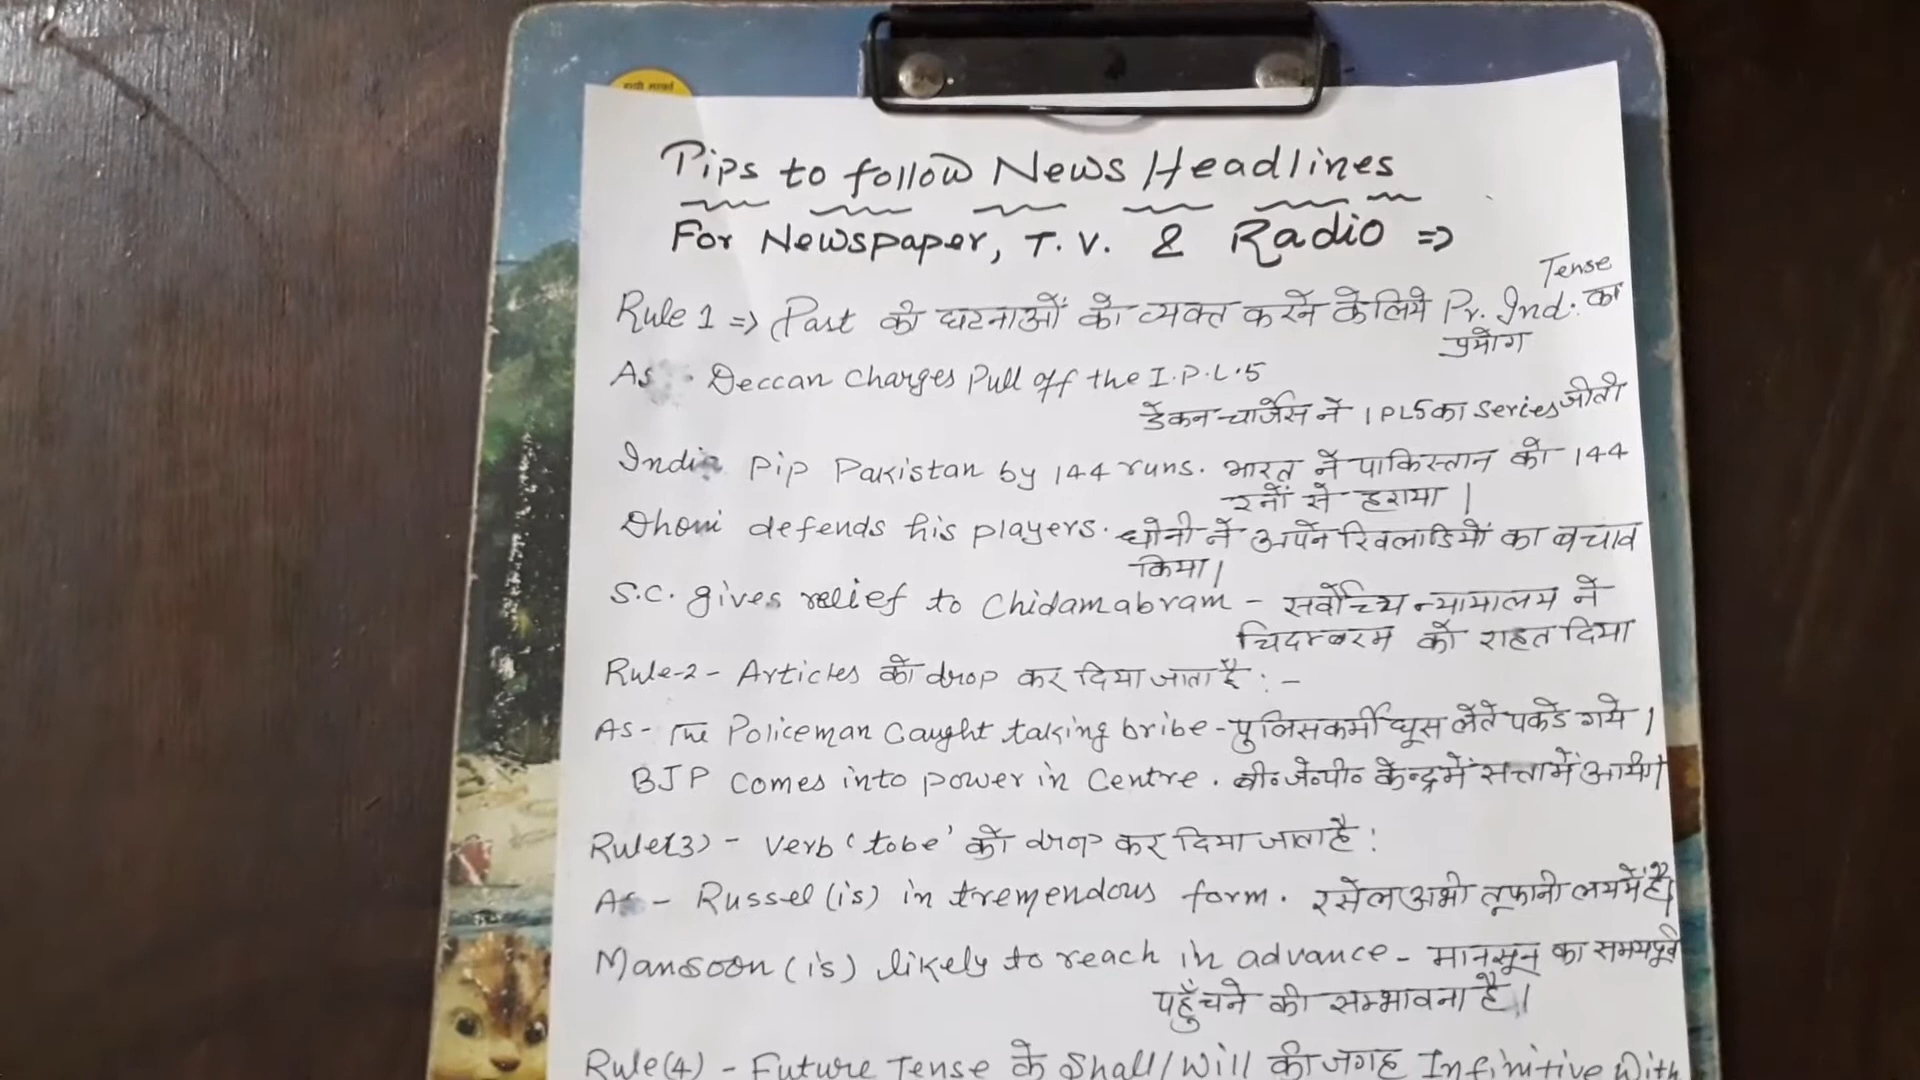 Tips to follow News Headlines
For Newspaper, T.V. & Radio =>
Rule 1 => Past की घटनाओं को व्यक्त करने के लिये Pr. Ind. Tense का
प्रयोग
As - Deccan Charges Pull off the I.P.L.5
डेकन चार्जेस ने IPL5 का Series जीती
India Pip Pakistan by 144 runs. भारत ने पाकिस्तान को 144
रनों से हराया |
Dhoni defends his players. धोनी ने अपने खिलाडियों का बचाव
किया |
S.C. gives relief to Chidamabram - सर्वोच्चि न्यायालय ने
चिदम्बरम को राहत दिया
Rule-2 - Articles को drop कर दिया जाता है : -
As - The Policeman Caught taking bribe - पुलिसकर्मी घूस लेते पकडे गये |
BJP Comes into power in Centre. बी॰जे॰पी॰ केन्द्र में सत्ता में आयी |
Rule(3) - Verb 'to be' को drop कर दिया जाता है :
As - Russel (is) in tremendous form. रसेल अभी तूफानी लय में है |
Mansoon (is) likely to reach in advance - मानसून का समयपूर्व
पहुँचने की सम्भावना है |
Rule(4) - Future Tense के Shall/Will की जगह Infinitive With